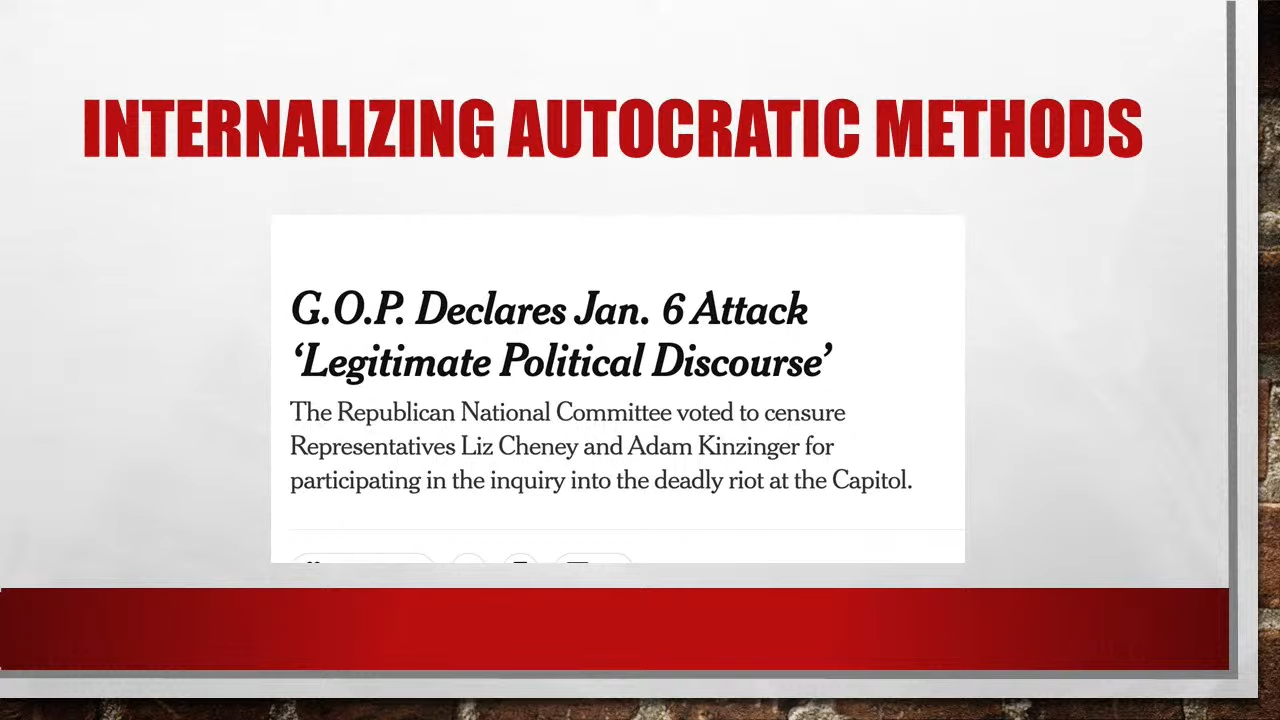 INTERNALIZING AUTOCRATIC METHODS
G.O.P. Declares Jan. 6 Attack
‘Legitimate Political Discourse’
The Republican National Committee voted to censure
Representatives Liz Cheney and Adam Kinzinger for
participating in the inquiry into the deadly riot at the Capitol.